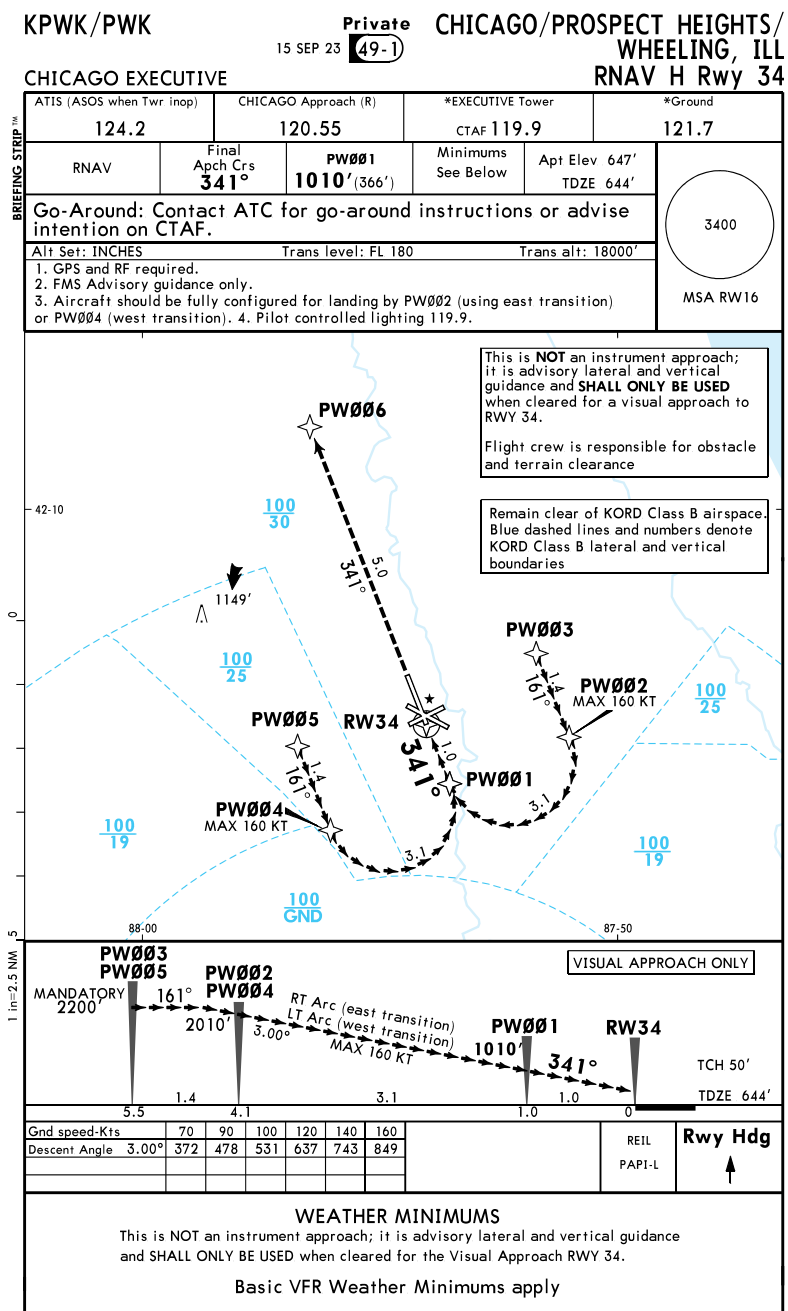 KPWK/PWK
15 SEP 23
Private
49-1
CHICAGO/PROSPECT HEIGHTS/
WHEELING, ILL
CHICAGO EXECUTIVE
RNAV H Rwy 34
BRIEFING STRIP™
ATIS (ASOS when Twr inop)
124.2
CHICAGO Approach (R)
120.55
*EXECUTIVE Tower
CTAF 119.9
*Ground
121.7
RNAV
Final
Apch Crs
341°
PWØØ1
1010'(366')
Minimums
See Below
Apt Elev 647'
TDZE 644'
Go-Around: Contact ATC for go-around instructions or advise
intention on CTAF.
Alt Set: INCHES Trans level: FL 180 Trans alt: 18000'
1. GPS and RF required.
2. FMS Advisory guidance only.
3. Aircraft should be fully configured for landing by PWØØ2 (using east transition)
or PWØØ4 (west transition). 4. Pilot controlled lighting 119.9.
3400
MSA RW16
This is NOT an instrument approach;
it is advisory lateral and vertical
guidance and SHALL ONLY BE USED
when cleared for a visual approach to
RWY 34.
Flight crew is responsible for obstacle
and terrain clearance
PWØØ6
Remain clear of KORD Class B airspace.
Blue dashed lines and numbers denote
KORD Class B lateral and vertical
boundaries
42-10
100
30
5.0
341°
1149'
0
PWØØ3
100
25
1.4
161°
PWØØ2
MAX 160 KT
100
25
PWØØ5
RW34
341°
1.0
1.4
161°
PWØØ1
PWØØ4
MAX 160 KT
3.1
100
19
3.1
100
19
100
GND
88-00
87-50
5
1 in=2.5 NM
PWØØ3
PWØØ5
PWØØ2
PWØØ4
VISUAL APPROACH ONLY
MANDATORY
2200'
161°
2010'
3.00°
RT Arc (east transition)
LT Arc (west transition)
MAX 160 KT
PWØØ1
1010'
341°
RW34
TCH 50'
TDZE 644'
1.4
3.1
1.0
5.5
4.1
1.0
0
Gnd speed-Kts 70 90 100 120 140 160
Descent Angle 3.00° 372 478 531 637 743 849
REIL
PAPI-L
Rwy Hdg
WEATHER MINIMUMS
This is NOT an instrument approach; it is advisory lateral and vertical guidance
and SHALL ONLY BE USED when cleared for the Visual Approach RWY 34.
Basic VFR Weather Minimums apply